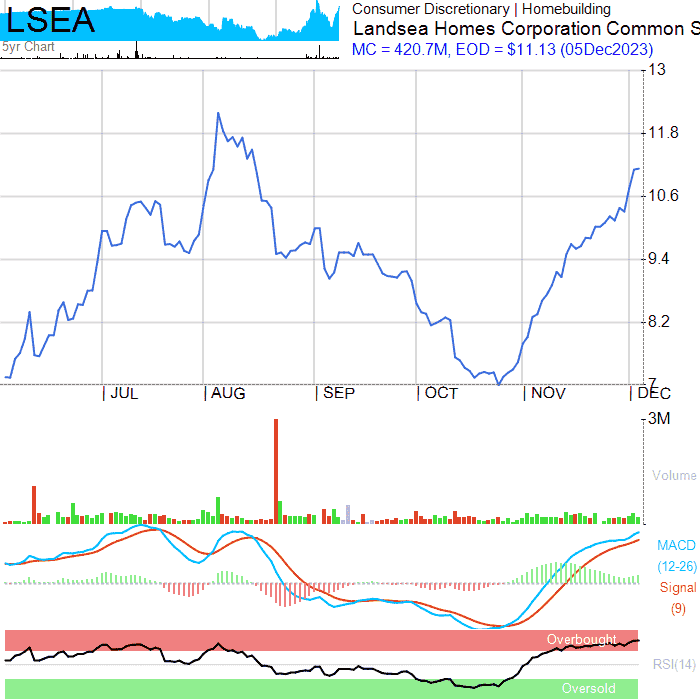 LSEA
5yr Chart
Consumer Discretionary | Homebuilding
Landsea Homes Corporation Common S
MC = 420.7M, EOD = $11.13 (05Dec2023)
13
11.8
10.6
9.4
8.2
7
| JUL | AUG | SEP | OCT | NOV | DEC
3M
Volume
MACD
(12-26)
Signal
(9)
Overbought
RSI(14)
Oversold